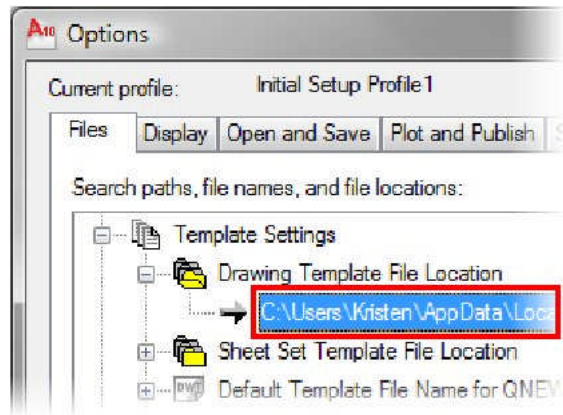 A10 Options
Current profile: Initial Setup Profile1
Files Display Open and Save Plot and Publish
Search paths, file names, and file locations:
Template Settings
Drawing Template File Location
C:\Users\Kristen\AppData\Loca
Sheet Set Template File Location
DWT Default Template File Name for QNEW